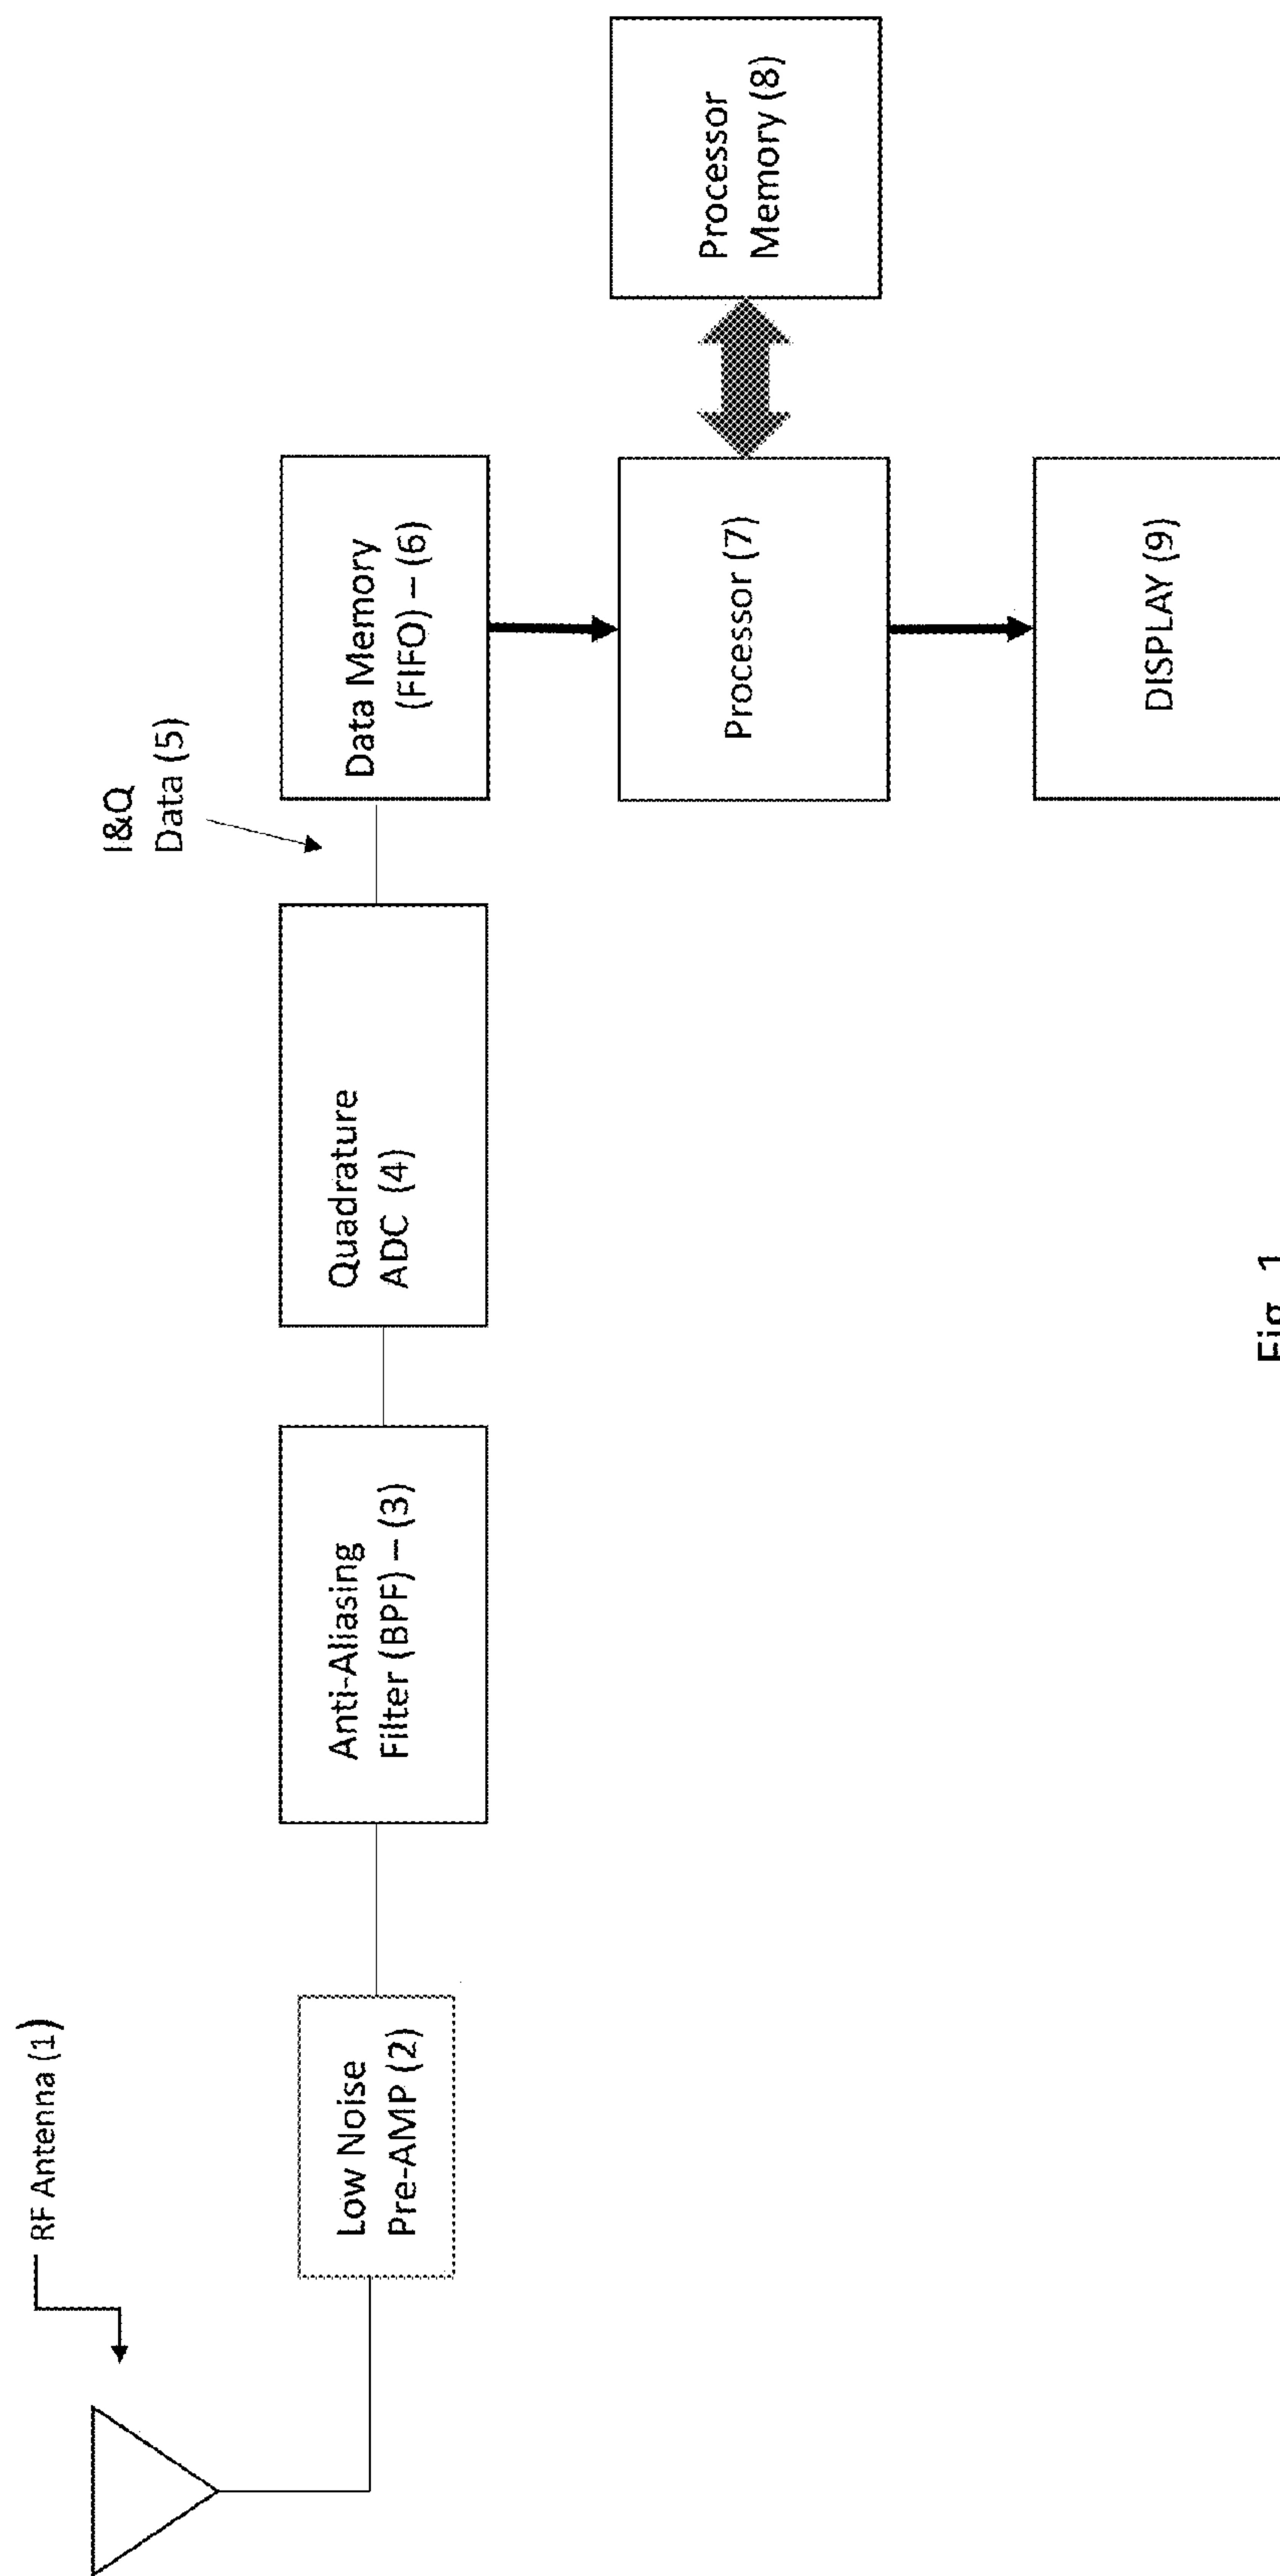 RF Antenna (1)
Low Noise
Pre-AMP (2)
Anti-Aliasing
Filter (BPF) – (3)
Quadrature
ADC (4)
I&Q
Data (5)
Data Memory
(FIFO) – (6)
Processor (7)
Processor
Memory (8)
DISPLAY (9)
Fig. 1